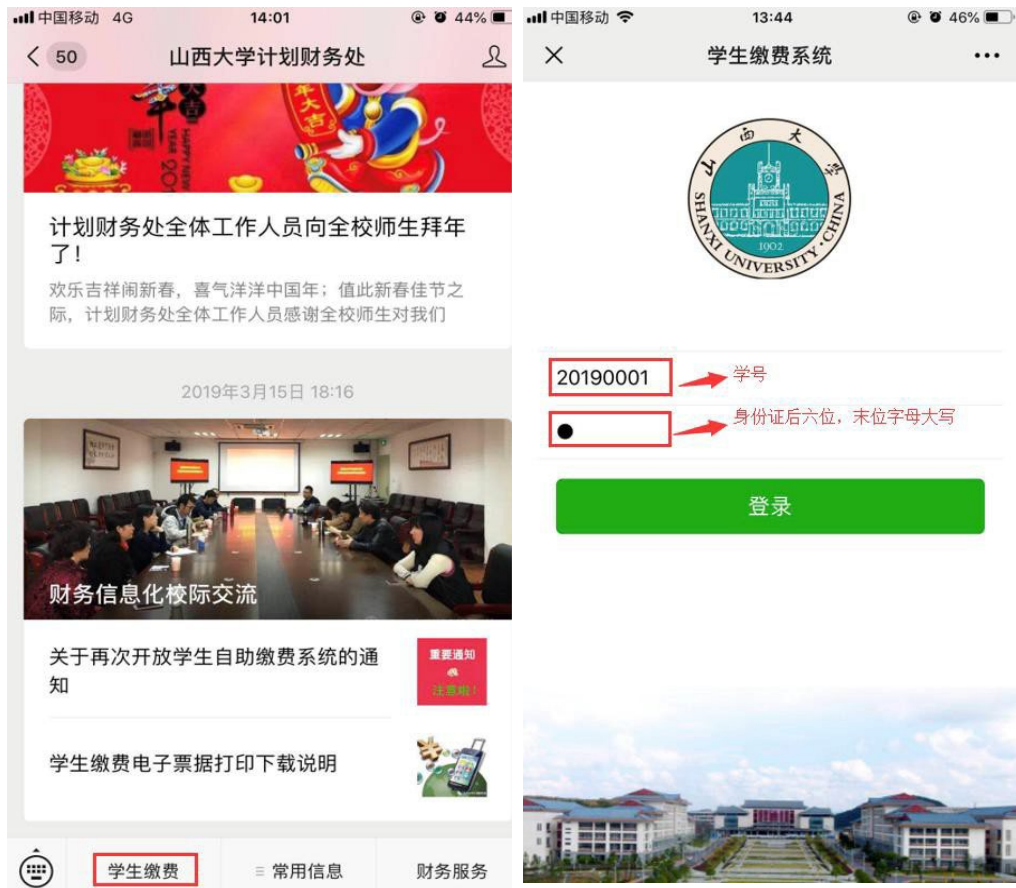 中国移动 4G 14:01 44%
50 山西大学计划财务处
年大吉
大吉
HAPPY NEW
YEAR
计划财务处全体工作人员向全校师生拜年
了！
欢乐吉祥闹新春，喜气洋洋中国年；值此新春佳节之
际，计划财务处全体工作人员感谢全校师生对我们
2019年3月15日 18:16
财务信息化校际交流
关于再次开放学生自助缴费系统的通
知
重要通知
注意啦！
学生缴费电子票据打印下载说明
学生缴费 常用信息 财务服务
中国移动 13:44 46%
学生缴费系统
山西大学
SHANXI UNIVERSITY·CHINA
1902
20190001 学号
身份证后六位，末位字母大写
登录